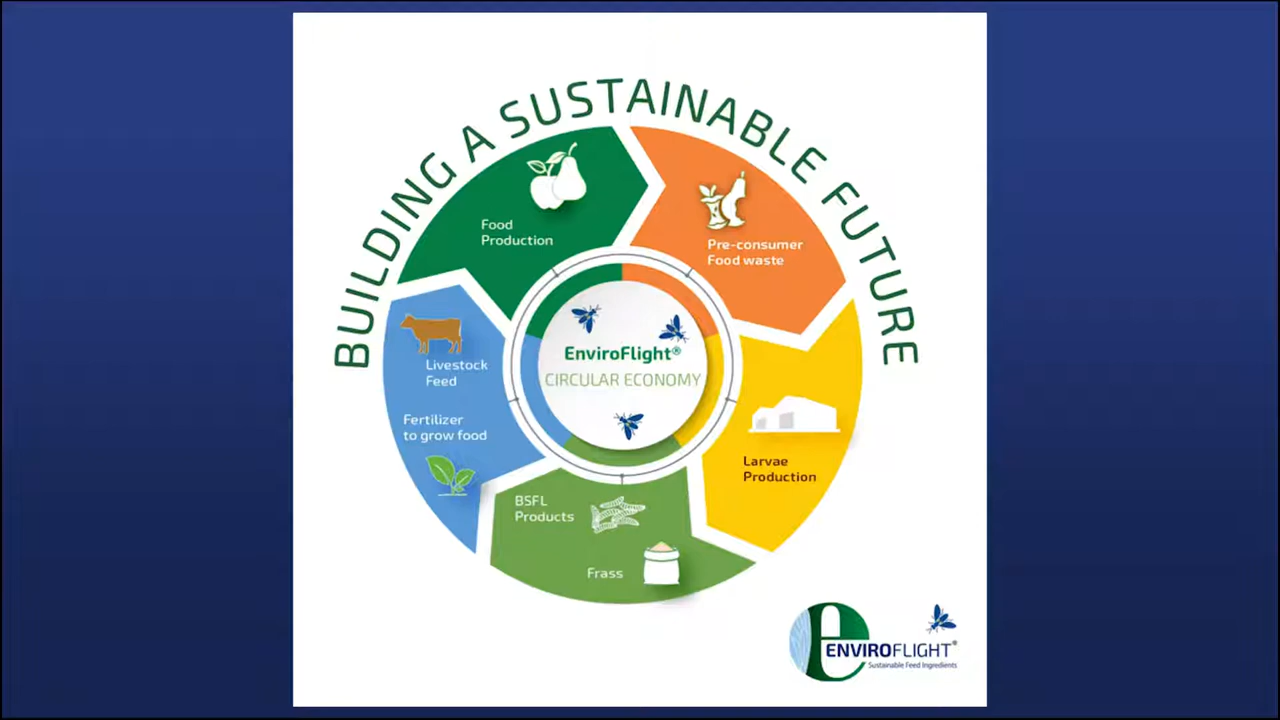 BUILDING A SUSTAINABLE FUTURE
Food
Production
Pre-consumer
Food waste
Larvae
Production
BSFL
Products
Frass
Livestock
Feed
Fertilizer
to grow food
EnviroFlight®
CIRCULAR ECONOMY
e
ENVIROFLIGHT®
Sustainable Feed Ingredients